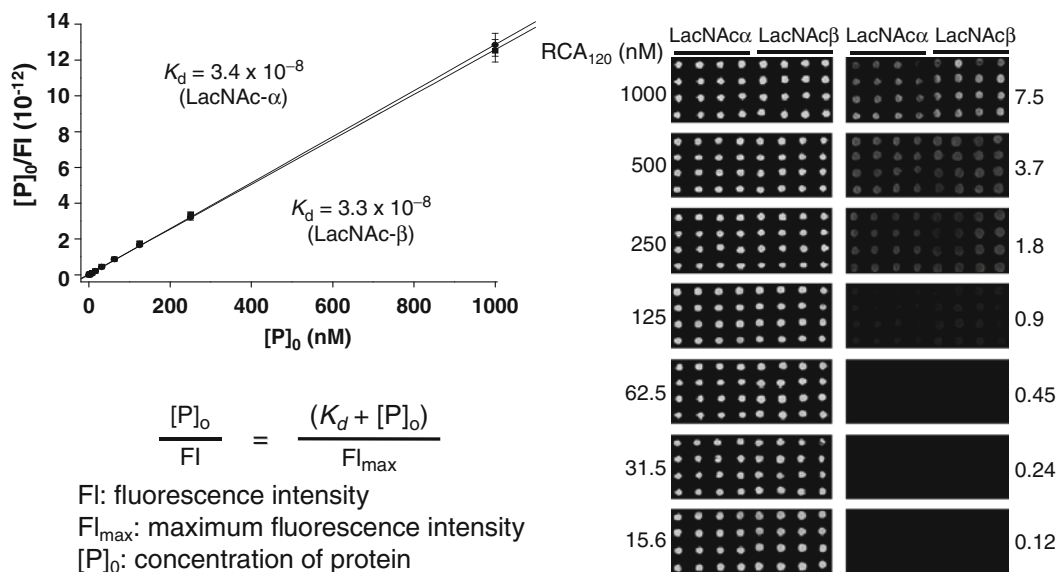 14
12
10
8
6
4
2
0
[P]0/FI (10-12)
Kd = 3.4 x 10−8
(LacNAc-α)
Kd = 3.3 x 10−8
(LacNAc-β)
0 200 400 600 800 1000
[P]0 (nM)
[P]o / FI = (Kd + [P]o) / FImax
FI: fluorescence intensity
FImax: maximum fluorescence intensity
[P]0: concentration of protein
LacNAcα LacNAcβ LacNAcα LacNAcβ
RCA120 (nM)
1000 7.5
500 3.7
250 1.8
125 0.9
62.5 0.45
31.5 0.24
15.6 0.12